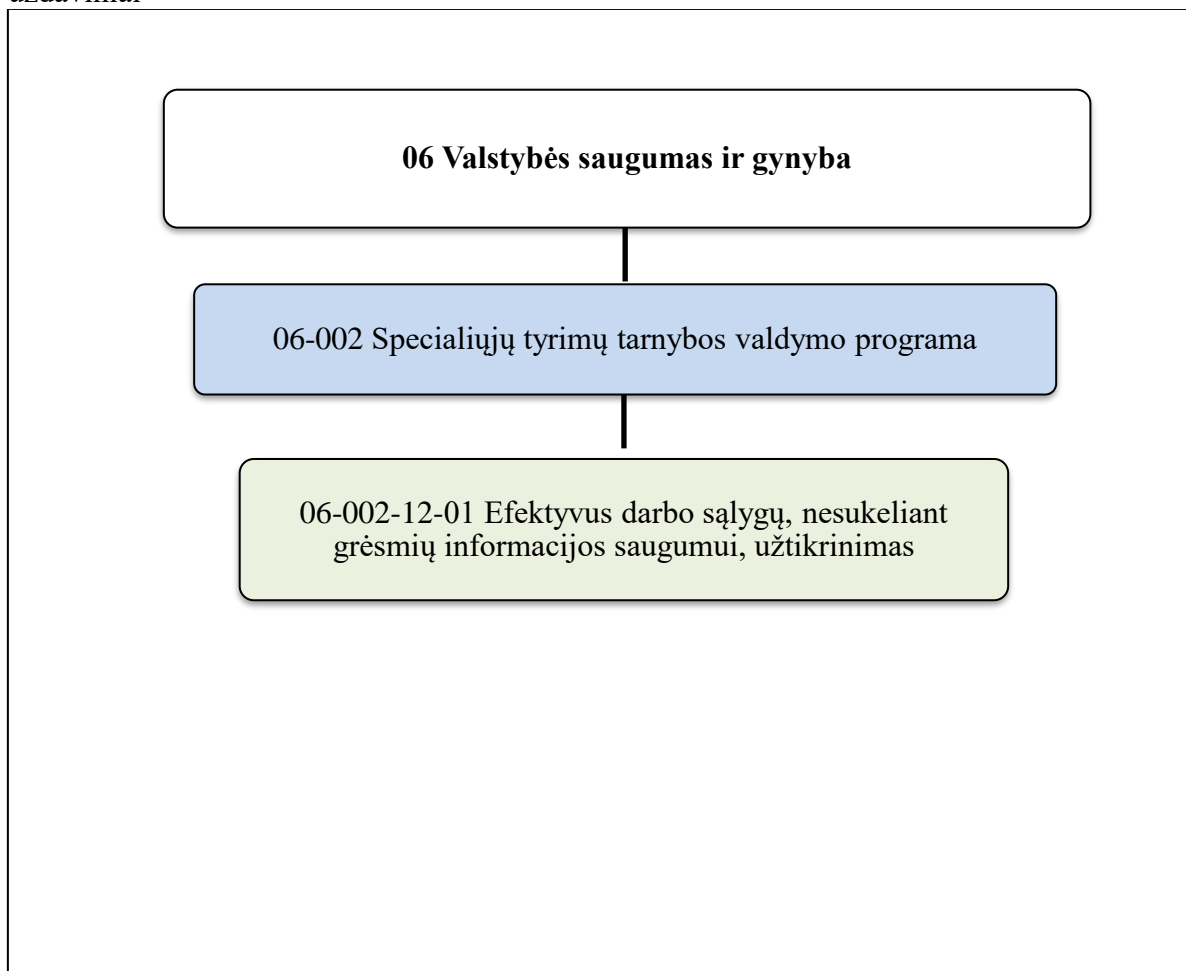 uždaviniai
06 Valstybės saugumas ir gynyba
06-002 Specialiųjų tyrimų tarnybos valdymo programa
06-002-12-01 Efektyvus darbo sąlygų, nesukeliant
grėsmių informacijos saugumui, užtikrinimas